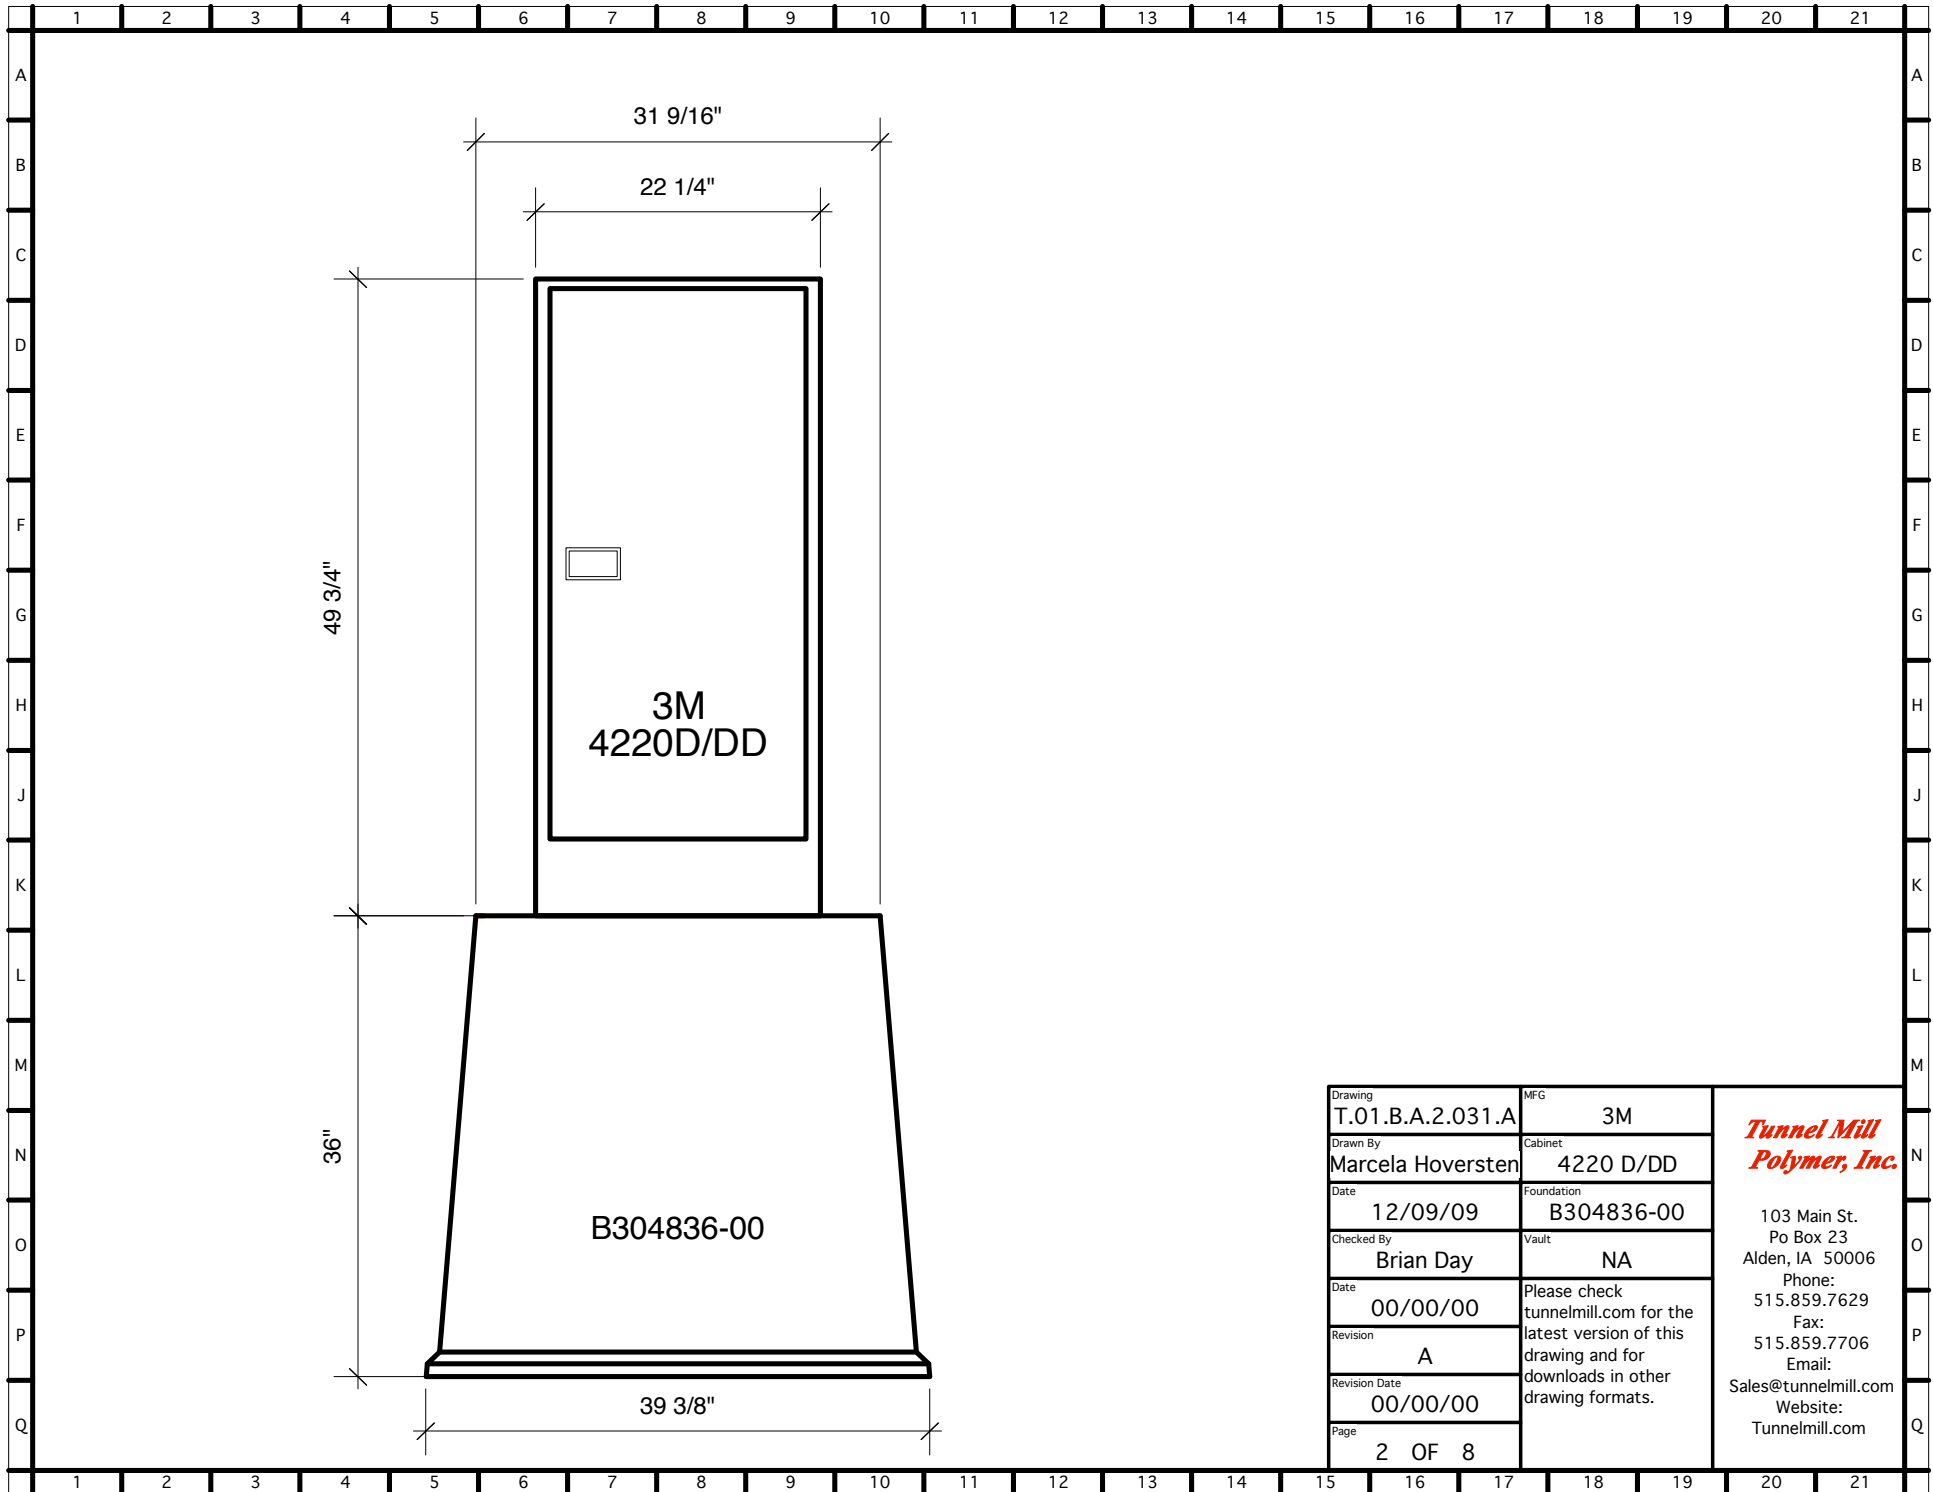 1 2 3 4 5 6 7 8 9 10 11 12 13 14 15 16 17 18 19 20 21
A A
B B
C C
D D
E E
F F
G G
H H
J J
K K
L L
M M
N N
O O
P P
Q Q
31 9/16"
22 1/4"
49 3/4"
3M
4220D/DD
36"
B304836-00
39 3/8"
Drawing
T.01.B.A.2.031.A
MFG
3M
Drawn By
Marcela Hoversten
Cabinet
4220 D/DD
Date
12/09/09
Foundation
B304836-00
Checked By
Brian Day
Vault
NA
Date
00/00/00
Revision
A
Revision Date
00/00/00
Page
2 OF 8
Please check
tunnelmill.com for the
latest version of this
drawing and for
downloads in other
drawing formats.
Tunnel Mill
Polymer, Inc.
103 Main St.
Po Box 23
Alden, IA 50006
Phone:
515.859.7629
Fax:
515.859.7706
Email:
Sales@tunnelmill.com
Website:
Tunnelmill.com
1 2 3 4 5 6 7 8 9 10 11 12 13 14 15 16 17 18 19 20 21